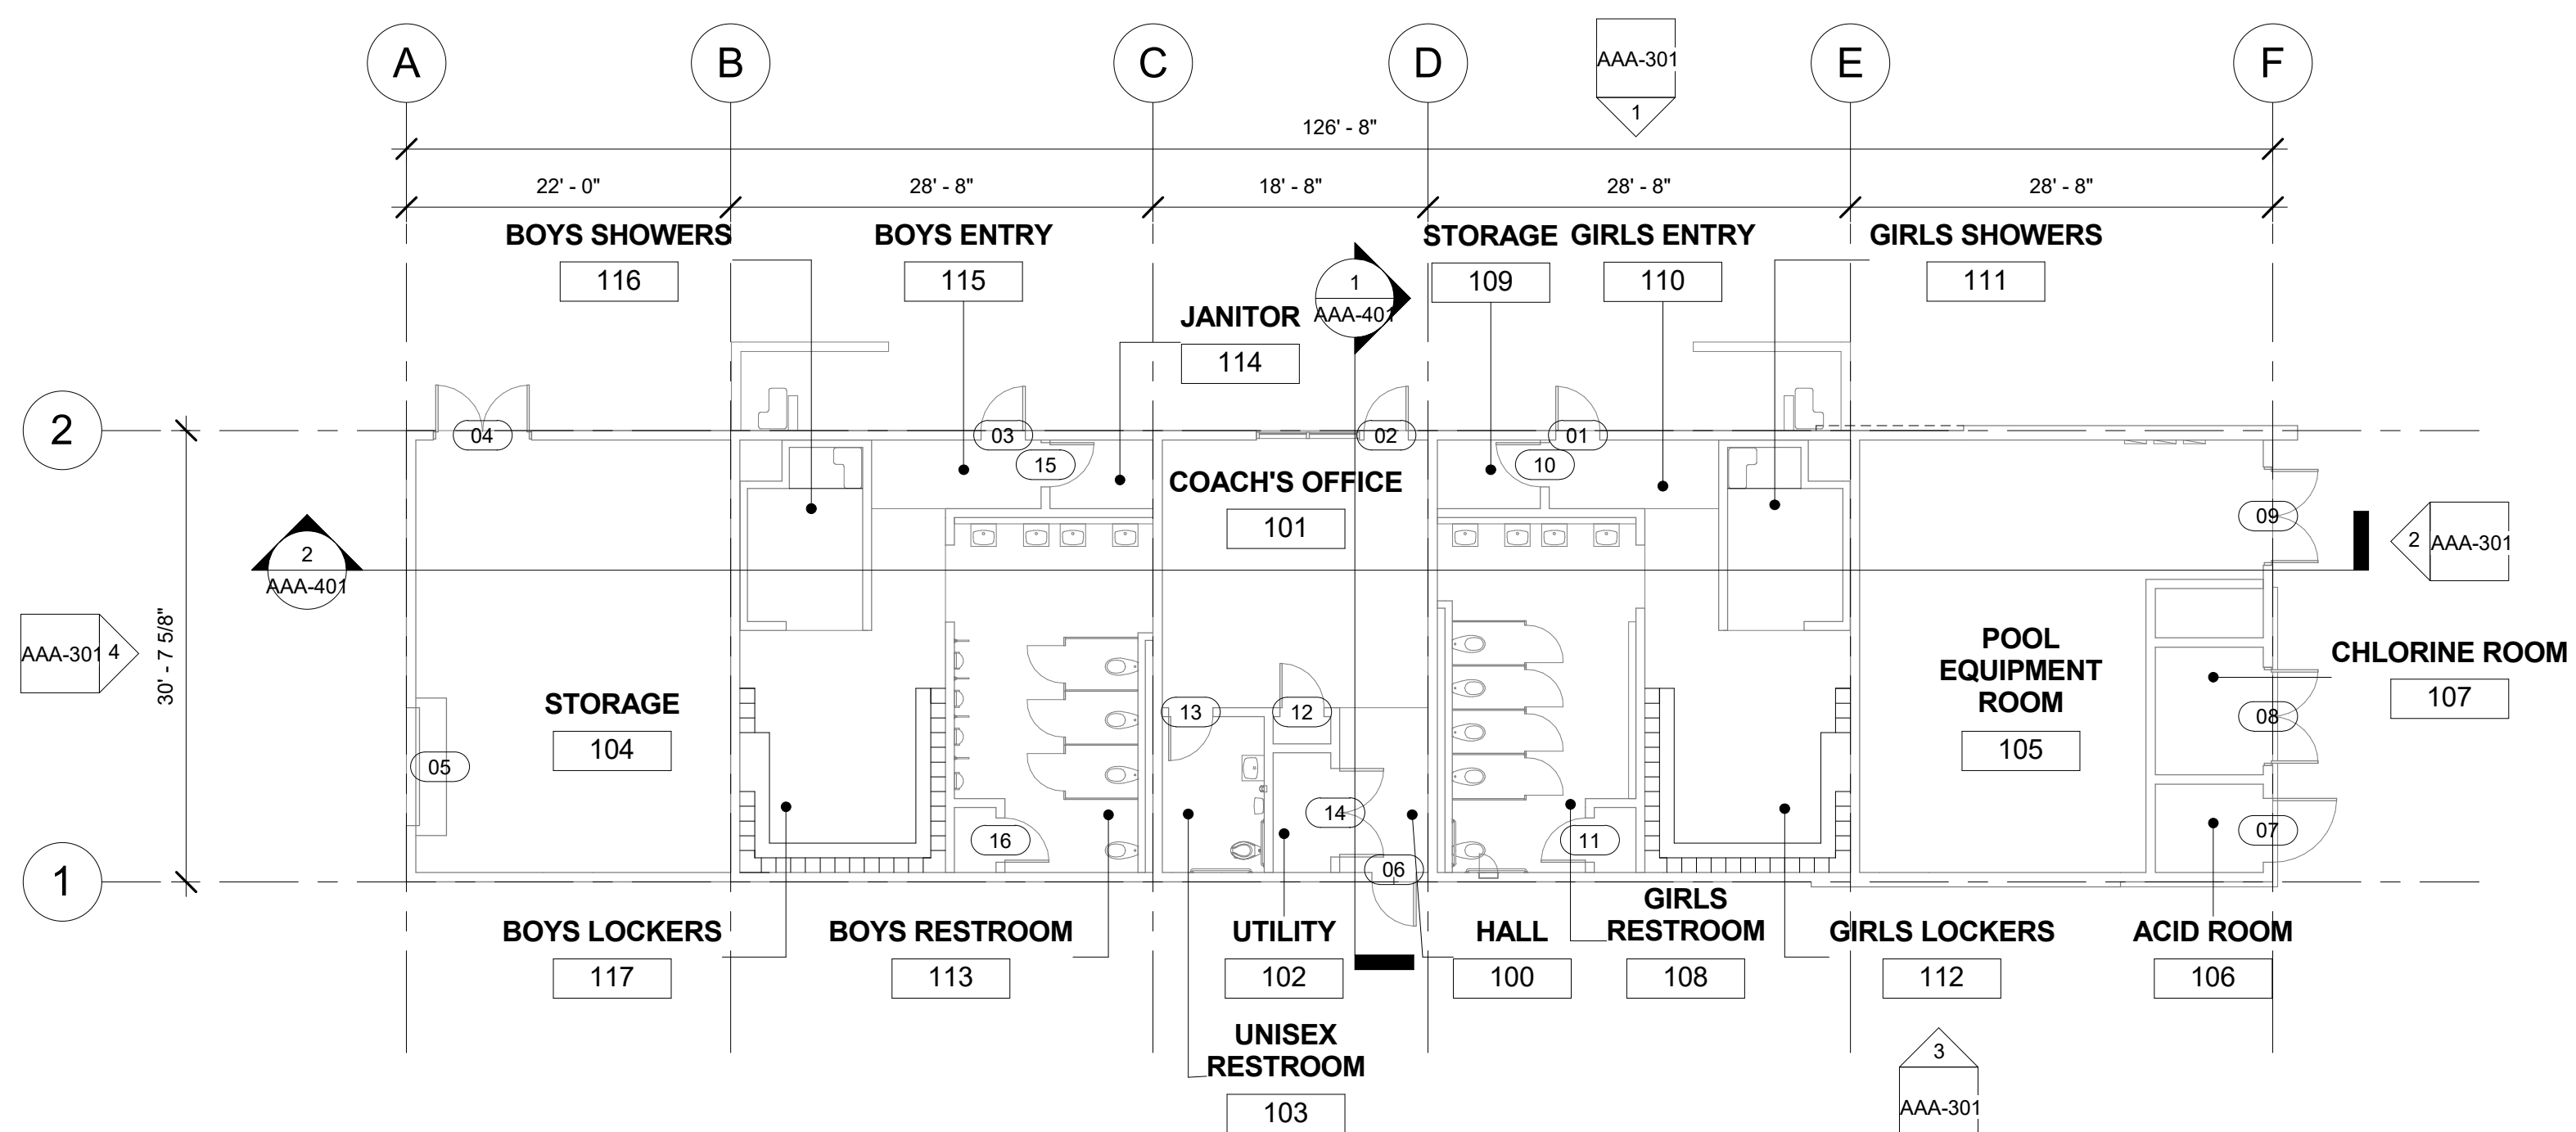 A
B
C
D
E
F
AAA-301
1
126' - 8"
22' - 0"
28' - 8"
18' - 8"
28' - 8"
28' - 8"
BOYS SHOWERS
116
BOYS ENTRY
115
STORAGE
109
GIRLS ENTRY
110
GIRLS SHOWERS
111
1
AAA-401
JANITOR
114
2
04
03
02
01
15
10
COACH'S OFFICE
101
09
2
AAA-301
2
AAA-401
AAA-301
4
30' - 7 5/8"
STORAGE
104
05
13
12
POOL
EQUIPMENT
ROOM
105
CHLORINE ROOM
107
08
14
16
11
07
06
1
BOYS LOCKERS
117
BOYS RESTROOM
113
UTILITY
102
HALL
100
GIRLS
RESTROOM
108
GIRLS LOCKERS
112
ACID ROOM
106
UNISEX
RESTROOM
103
3
AAA-301